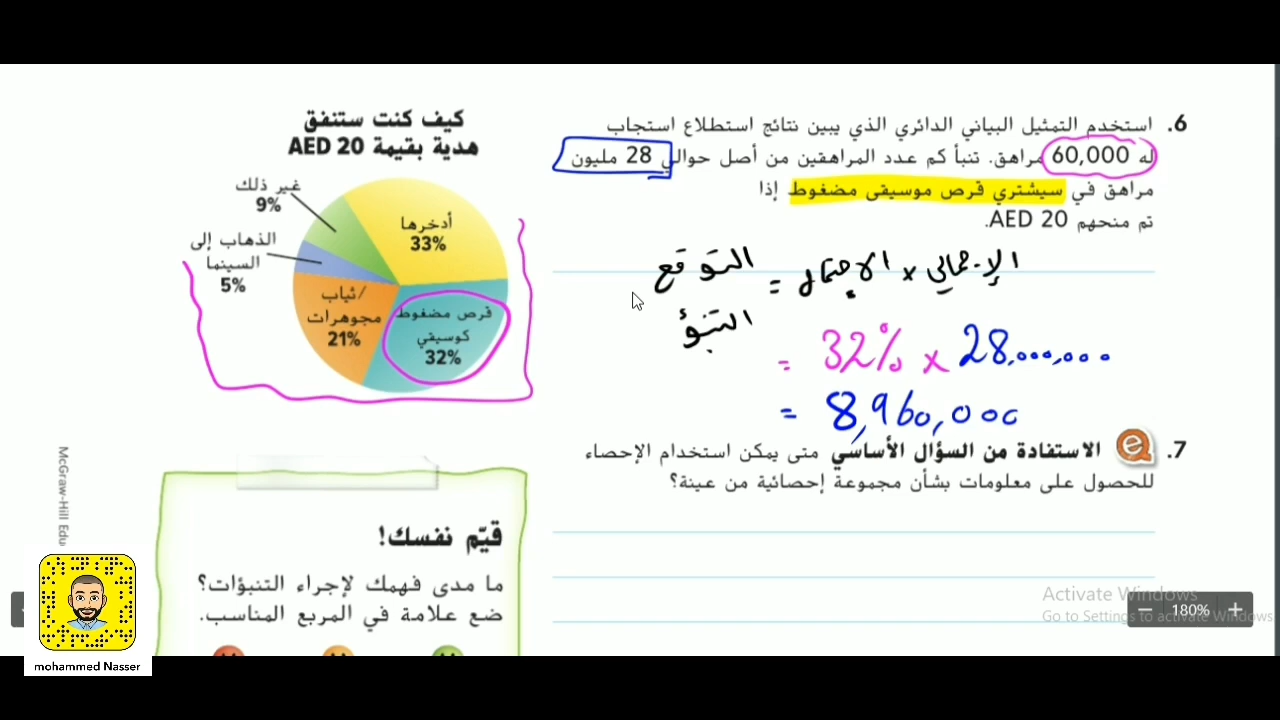 6. استخدم التمثيل البياني الدائري الذي يبين نتائج استطلاع استجاب
له 60,000 مراهق. تنبأ كم عدد المراهقين من أصل حوالي 28 مليون
مراهق في سيشتري قرص موسيقى مضغوط إذا
تم منحهم AED 20.
التوقع = الاحتمال × الإجمالي
التنبؤ
= 32% × 28,000,000
= 8,960,000
7. الاستفادة من السؤال الأساسي متى يمكن استخدام الإحصاء
للحصول على معلومات بشأن مجموعة إحصائية من عينة؟
كيف كنت ستنفق
هدية بقيمة AED 20
غير ذلك
9%
أدخرها
33%
الذهاب إلى
السينما
5%
ثياب/
مجوهرات
21%
قرص مضغوط
كوسيقي
32%
قيّم نفسك!
ما مدى فهمك لإجراء التنبؤات؟
ضع علامة في المربع المناسب.
McGraw-Hill Edu
mohammed Nasser
Activate Windows
Go to Settings to activate Windows
180%